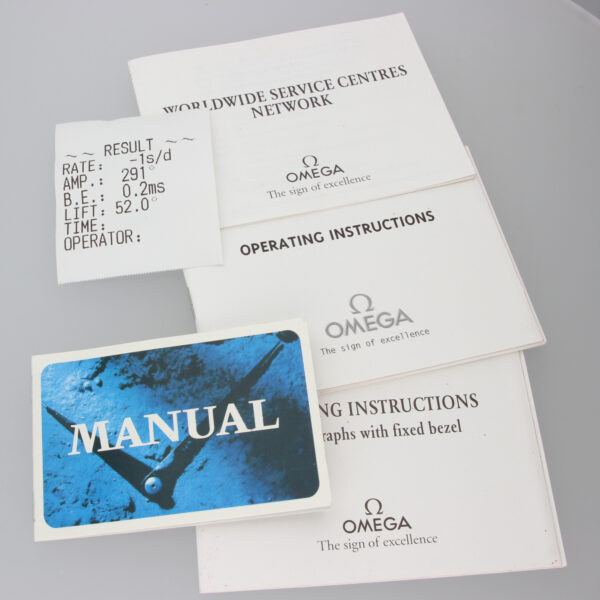 WORLDWIDE SERVICE CENTRES
NETWORK
Ω
OMEGA
The sign of excellence
~ ~ RESULT ~ ~
RATE: -1s/d
AMP.: 291°
B.E.: 0.2ms
LIFT: 52.0°
TIME:
OPERATOR:
OPERATING INSTRUCTIONS
Ω
OMEGA
The sign of excellence
MANUAL
NG INSTRUCTIONS
raphs with fixed bezel
Ω
OMEGA
The sign of excellence